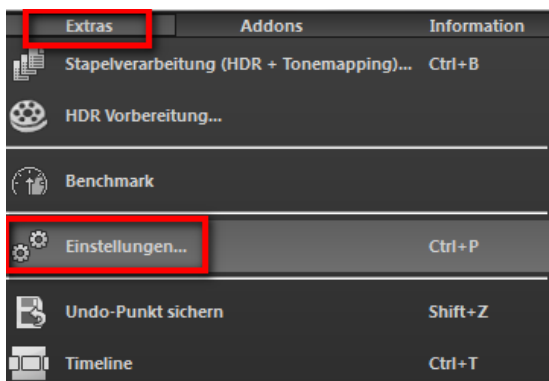 Extras Addons Information
Stapelverarbeitung (HDR + Tonemapping)... Ctrl+B
HDR Vorbereitung...
Benchmark
Einstellungen... Ctrl+P
Undo-Punkt sichern Shift+Z
Timeline Ctrl+T